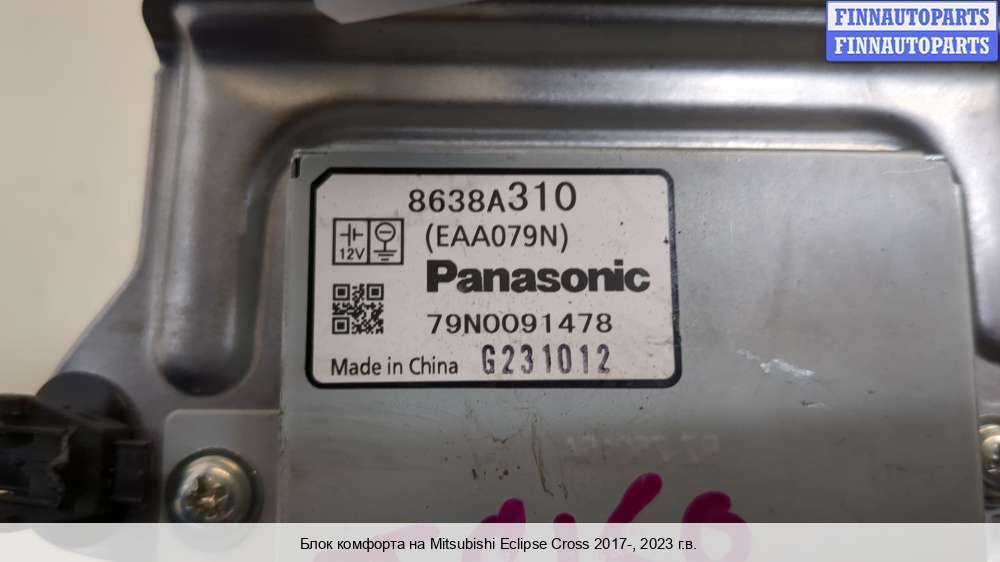 FINNAUTOPARTS
FINNAUTOPARTS
8638A310
12V
(EAA079N)
Panasonic
79N0091478
Made in China G231012
Блок комфорта на Mitsubishi Eclipse Cross 2017-, 2023 г.в.